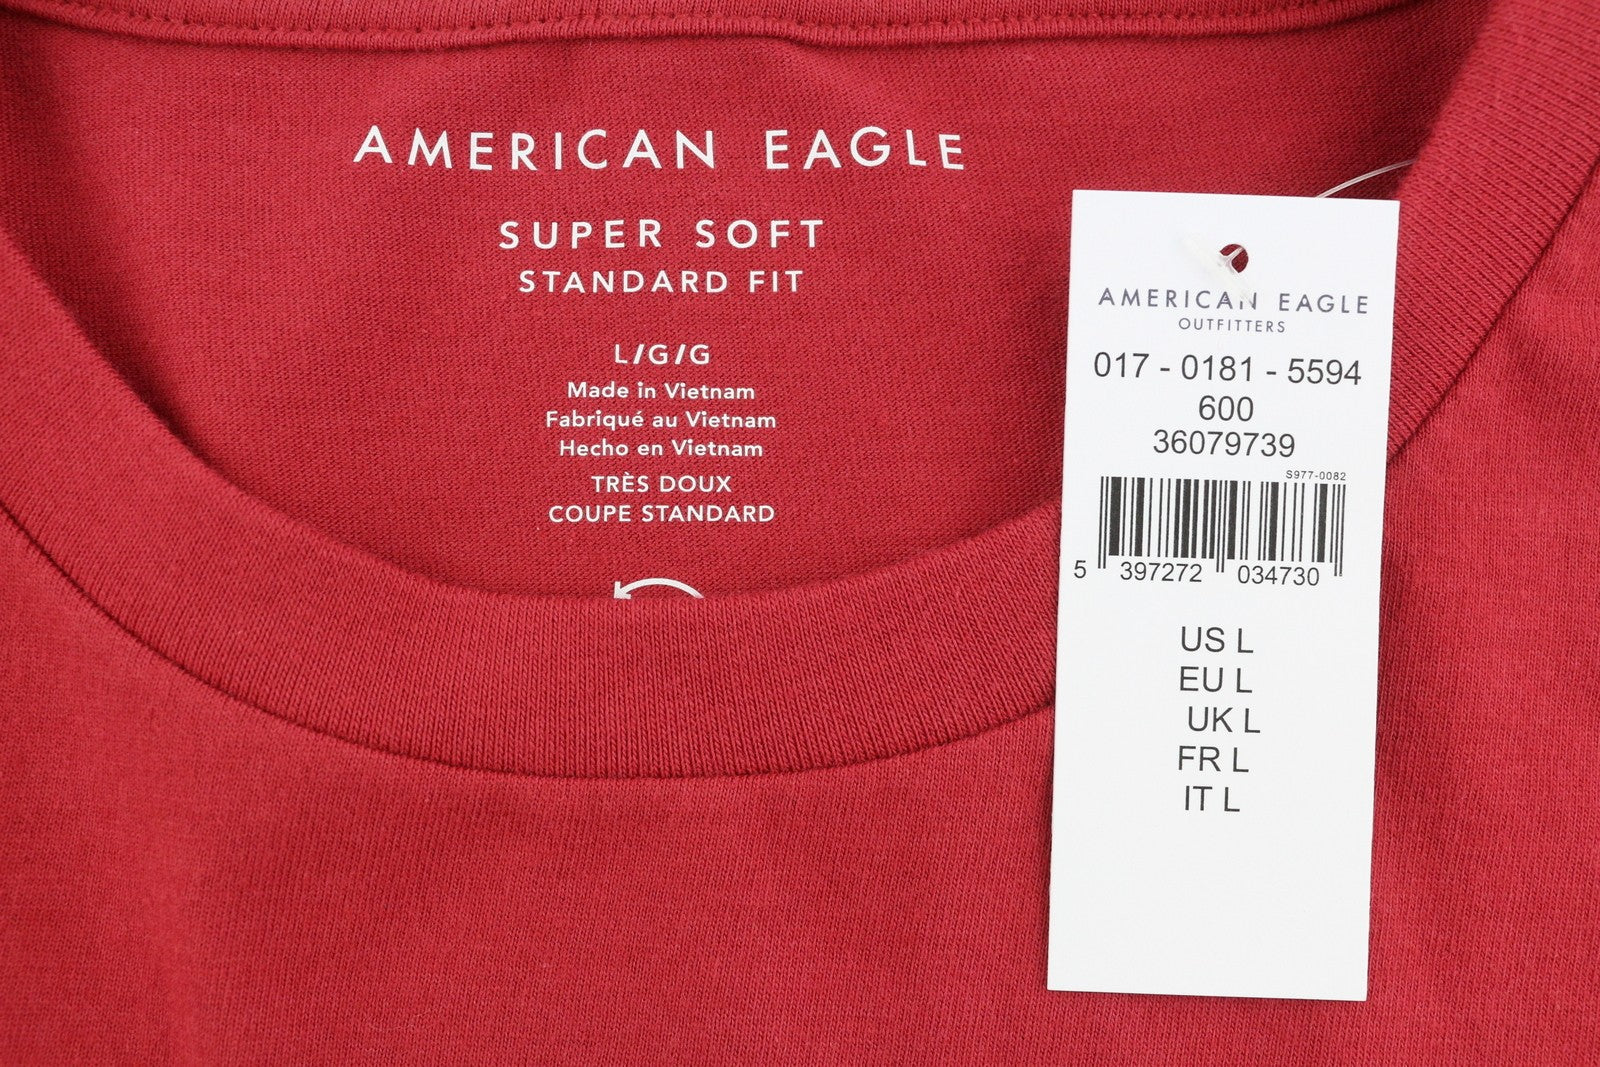 AMERICAN EAGLE
SUPER SOFT
STANDARD FIT
L/G/G
Made in Vietnam
Fabriqué au Vietnam
Hecho en Vietnam
TRÈS DOUX
COUPE STANDARD
AMERICAN EAGLE
OUTFITTERS
017 - 0181 - 5594
600
36079739
S977-0082
5 397272 034730
US L
EU L
UK L
FR L
IT L